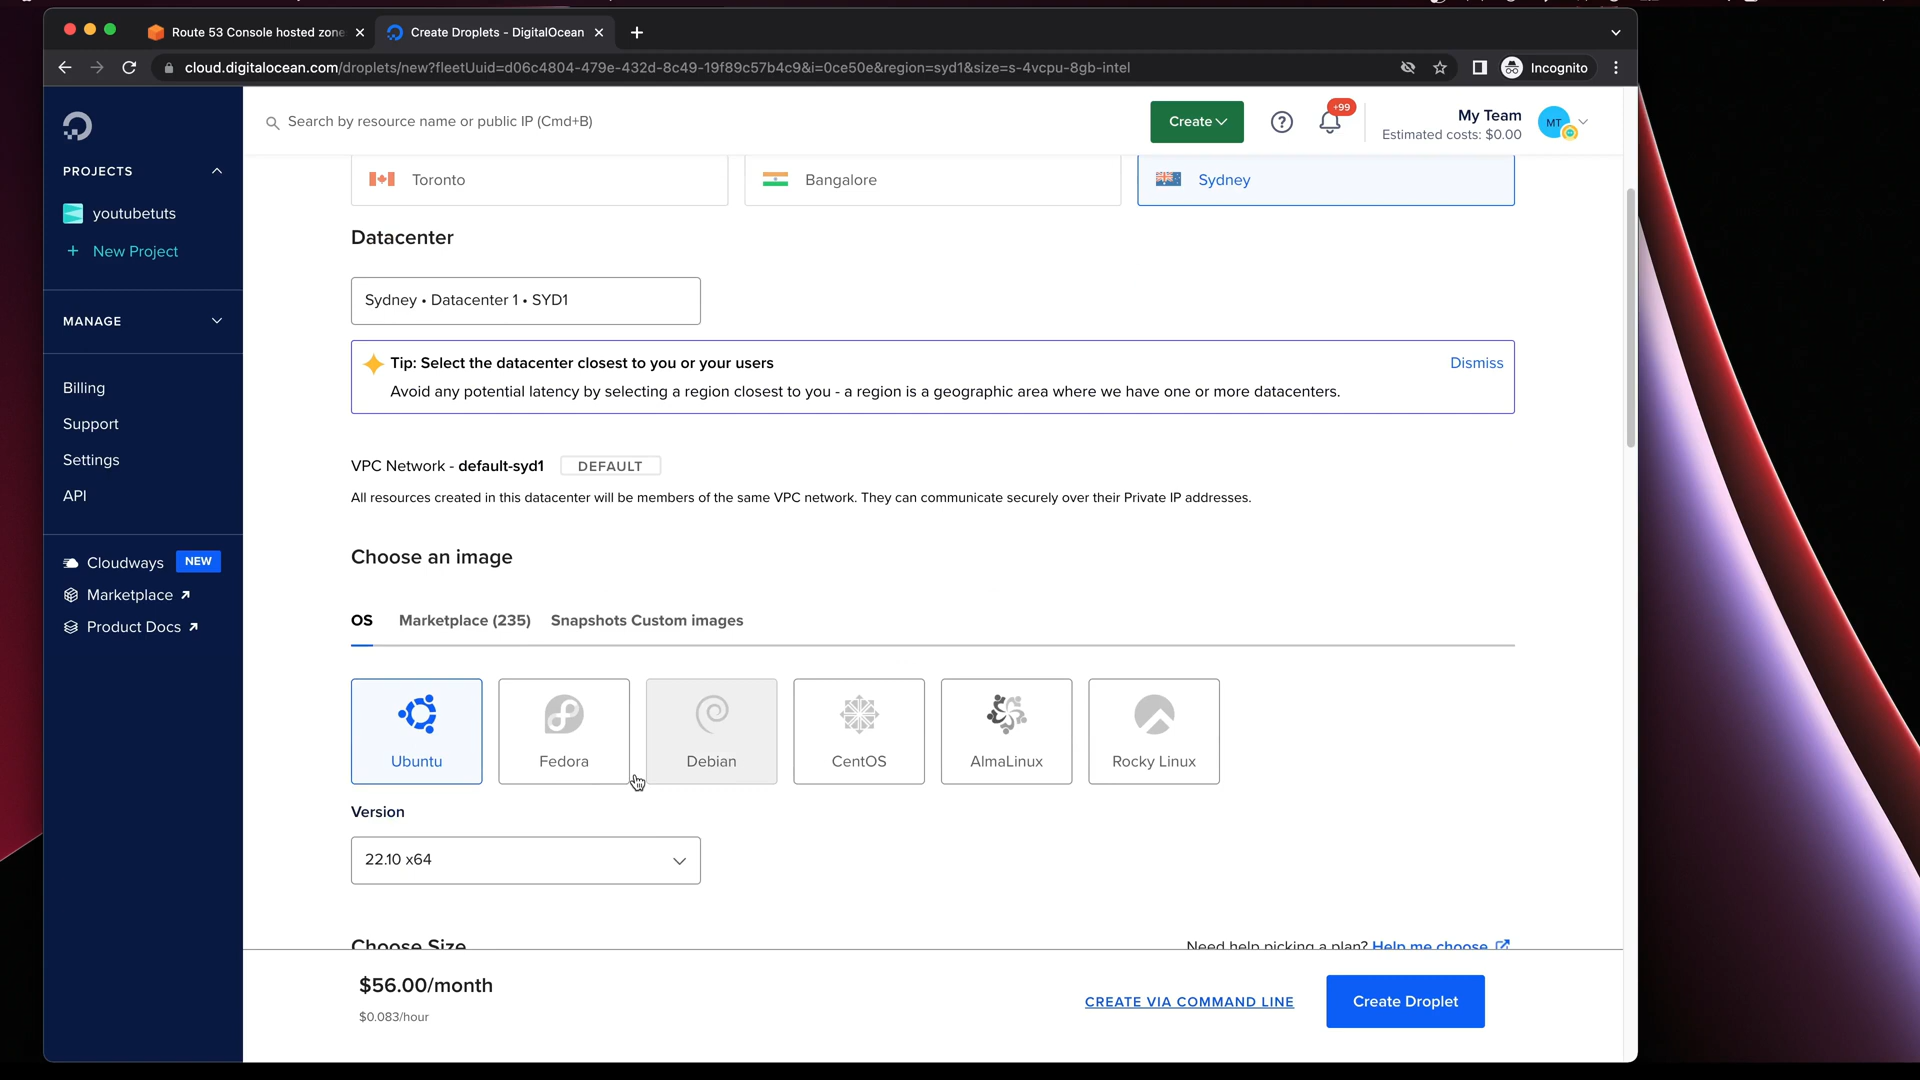 Route 53 Console hosted zone
Create Droplets - DigitalOcean
cloud.digitalocean.com/droplets/new?fleetUuid=d06c4804-479e-432d-8c49-19f89c57b4c9&i=0ce50e&region=syd1&size=s-4vcpu-8gb-intel
Incognito
Search by resource name or public IP (Cmd+B)
Create
+99
My Team
Estimated costs: $0.00
MT
PROJECTS
youtubetuts
+ New Project
MANAGE
Billing
Support
Settings
API
Cloudways NEW
Marketplace
Product Docs
Toronto
Bangalore
Sydney
Datacenter
Sydney • Datacenter 1 • SYD1
Tip: Select the datacenter closest to you or your users
Dismiss
Avoid any potential latency by selecting a region closest to you - a region is a geographic area where we have one or more datacenters.
VPC Network - default-syd1 DEFAULT
All resources created in this datacenter will be members of the same VPC network. They can communicate securely over their Private IP addresses.
Choose an image
OS Marketplace (235) Snapshots Custom images
Ubuntu
Fedora
Debian
CentOS
AlmaLinux
Rocky Linux
Version
22.10 x64
Choose Size
Need help picking a plan? Help me choose
$56.00/month
$0.083/hour
CREATE VIA COMMAND LINE
Create Droplet